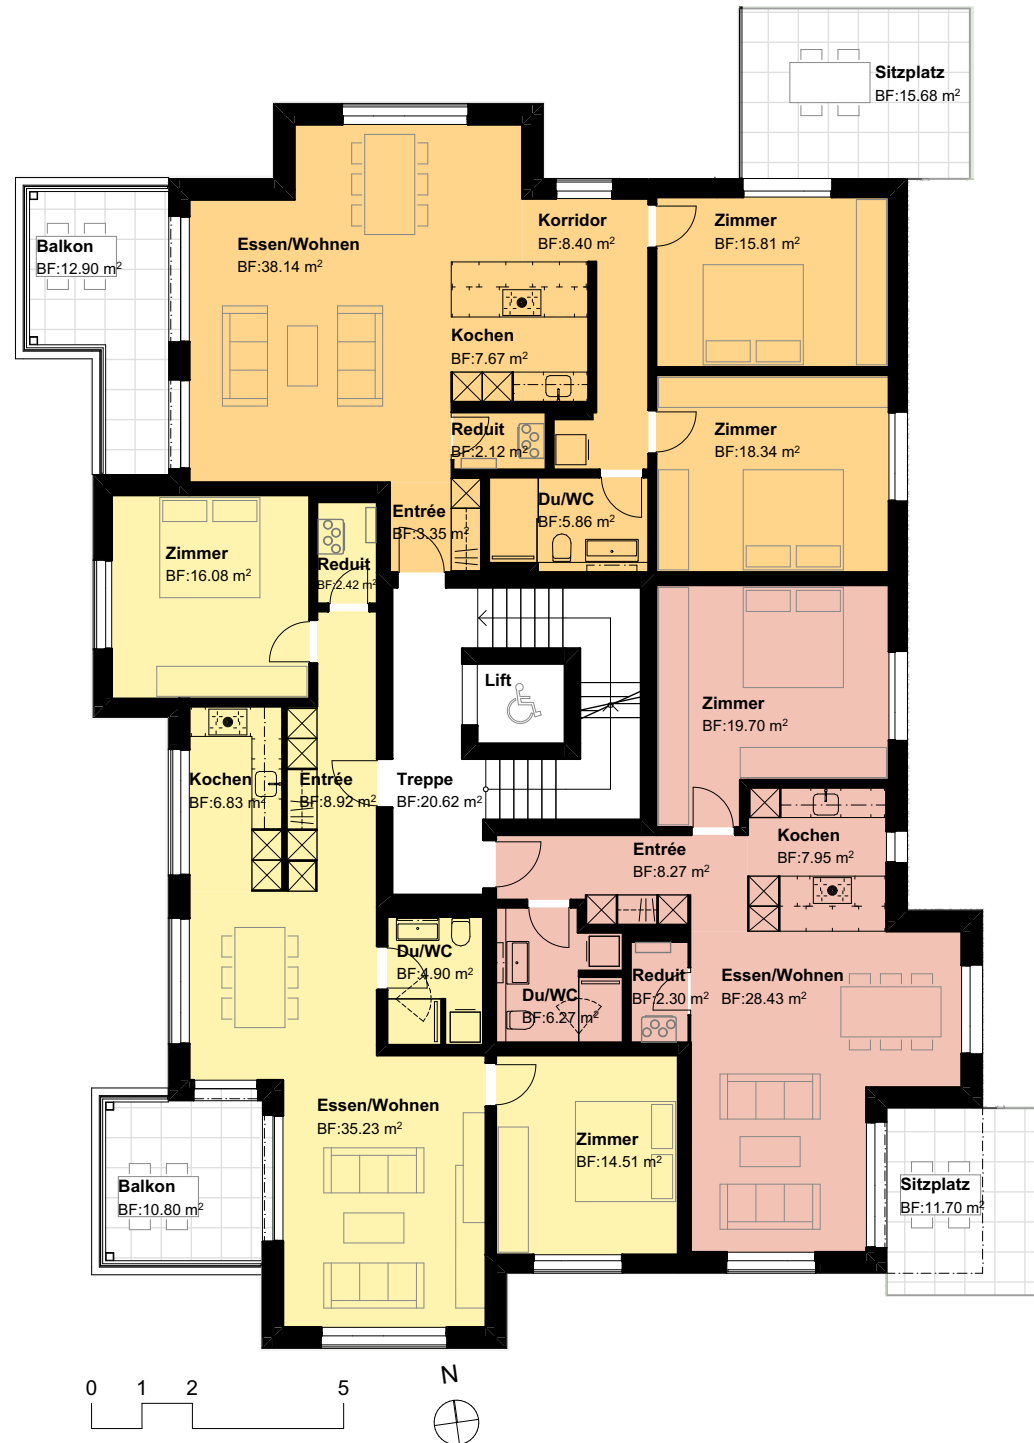 Sitzplatz
BF:15.68 m²
Balkon
BF:12.90 m²
Essen/Wohnen
BF:38.14 m²
Korridor
BF:8.40 m²
Zimmer
BF:15.81 m²
Kochen
BF:7.67 m²
Reduit
BF:2.12 m²
Zimmer
BF:18.34 m²
Entrée
BF:3.35 m²
Du/WC
BF:5.86 m²
Zimmer
BF:16.08 m²
Reduit
BF:2.42 m²
Lift
Zimmer
BF:19.70 m²
Kochen
BF:6.83 m²
Entrée
BF:8.92 m²
Treppe
BF:20.62 m²
Entrée
BF:8.27 m²
Kochen
BF:7.95 m²
Du/WC
BF:4.90 m²
Du/WC
BF:6.27 m²
Reduit
BF:2.30 m²
Essen/Wohnen
BF:28.43 m²
Essen/Wohnen
BF:35.23 m²
Zimmer
BF:14.51 m²
Balkon
BF:10.80 m²
Sitzplatz
BF:11.70 m²
0 1 2 5
N